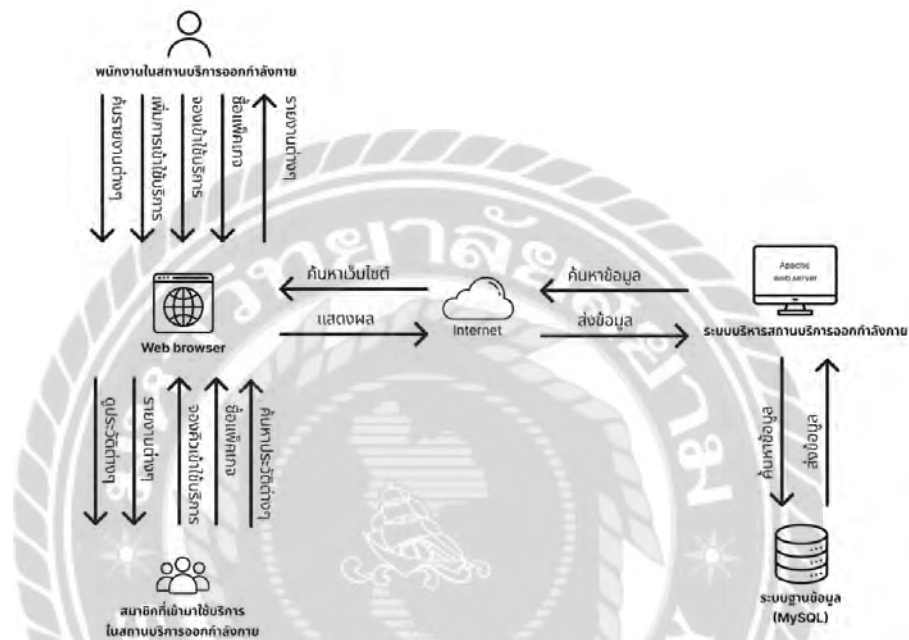 พนักงานในสถานบริการออกกำลังกาย
ค้นรายงานต่างๆ
เพิ่มการเข้าใช้บริการ
จองเข้าใช้บริการ
ซื้อแพ็คเกจ
รายงานต่างๆ
Web browser
ค้นหาเว็บไซต์
แสดงผล
Internet
ค้นหาข้อมูล
ส่งข้อมูล
Apache
web server
ระบบบริหารสถานบริการออกกำลังกาย
ดูประวัติต่างๆ
รายงานต่างๆ
จองคิวเข้าใช้บริการ
ซื้อแพ็คเกจ
ค้นหาประวัติต่างๆ
ค้นหาข้อมูล
ส่งข้อมูล
สมาชิกที่เข้ามาใช้บริการ
ในสถานบริการออกกำลังกาย
ระบบฐานข้อมูล
(MySQL)